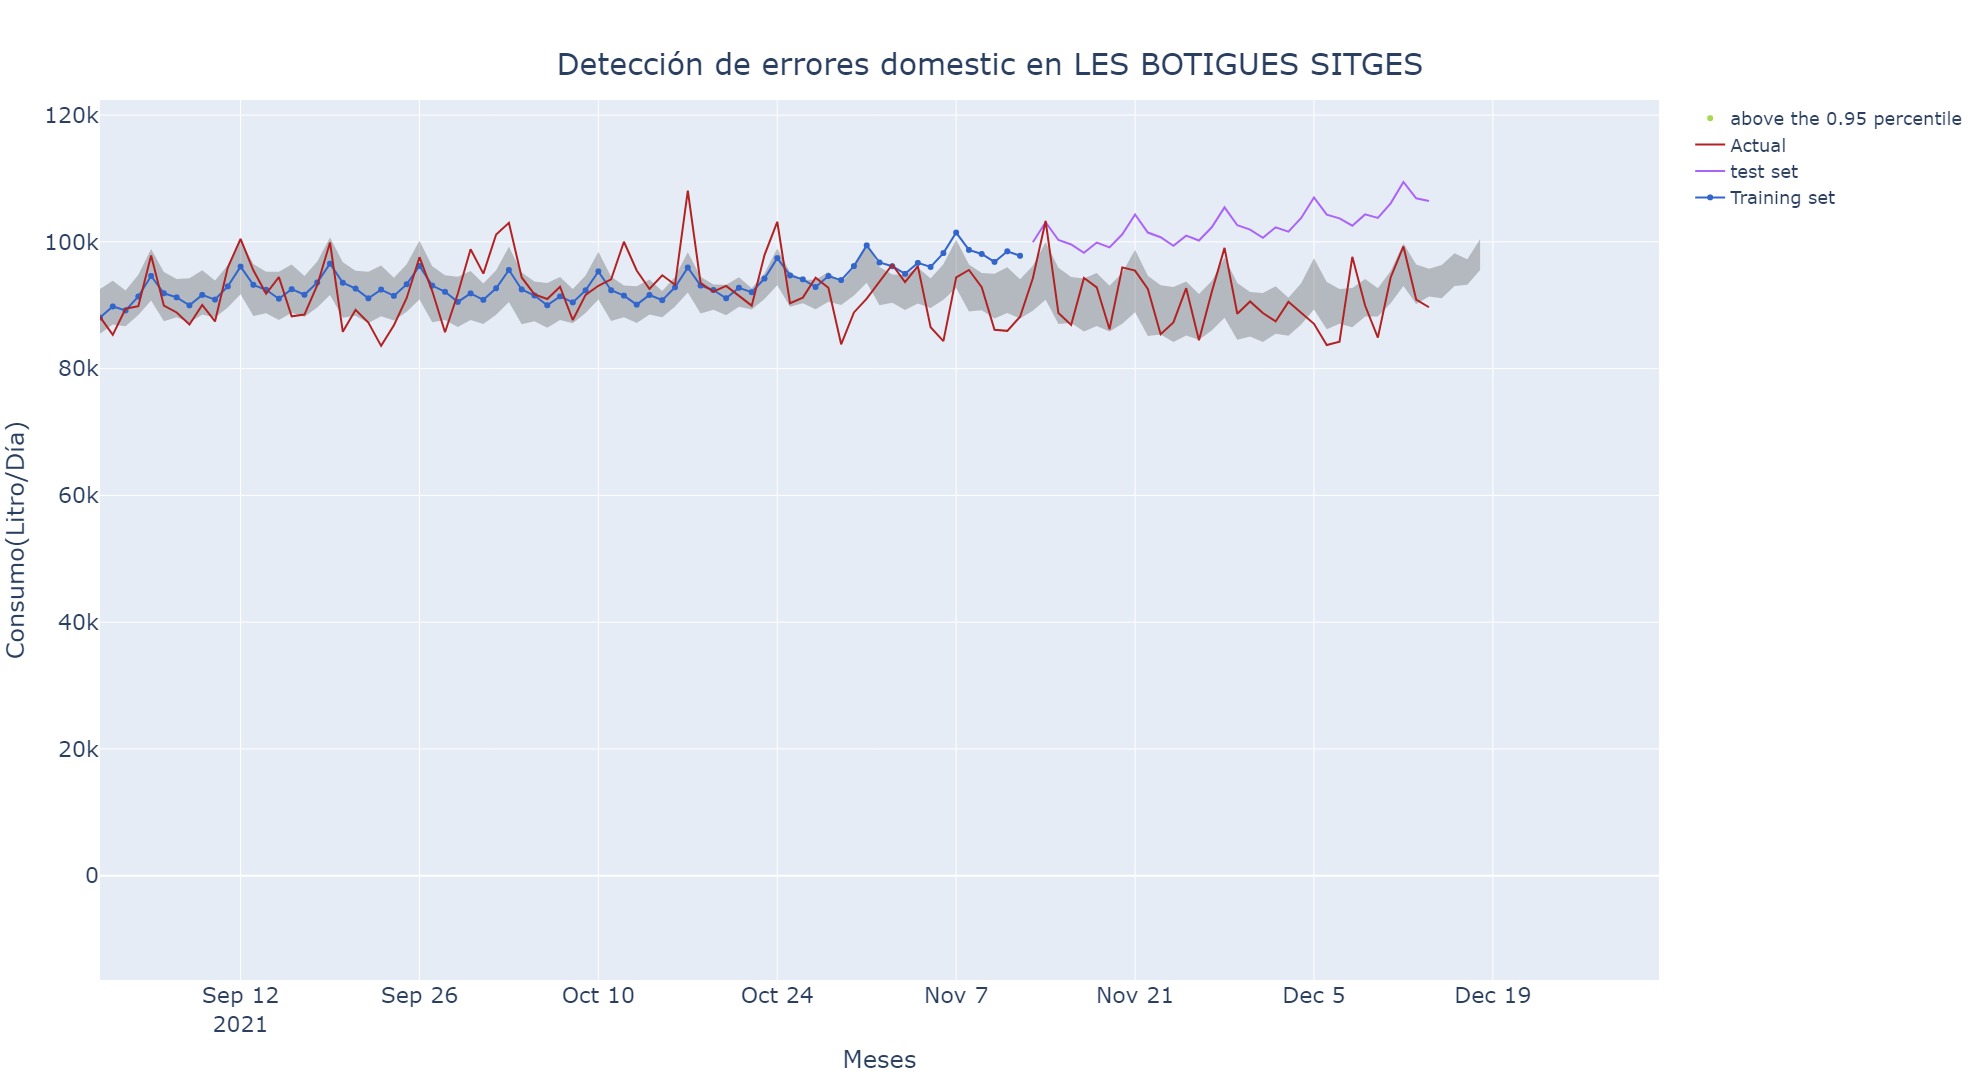 Detección de errores domestic en LES BOTIGUES SITGES
above the 0.95 percentile
Actual
test set
Training set
Consumo(Litro/Día)
120k
100k
80k
60k
40k
20k
0
Sep 12
2021
Sep 26
Oct 10
Oct 24
Nov 7
Nov 21
Dec 5
Dec 19
Meses